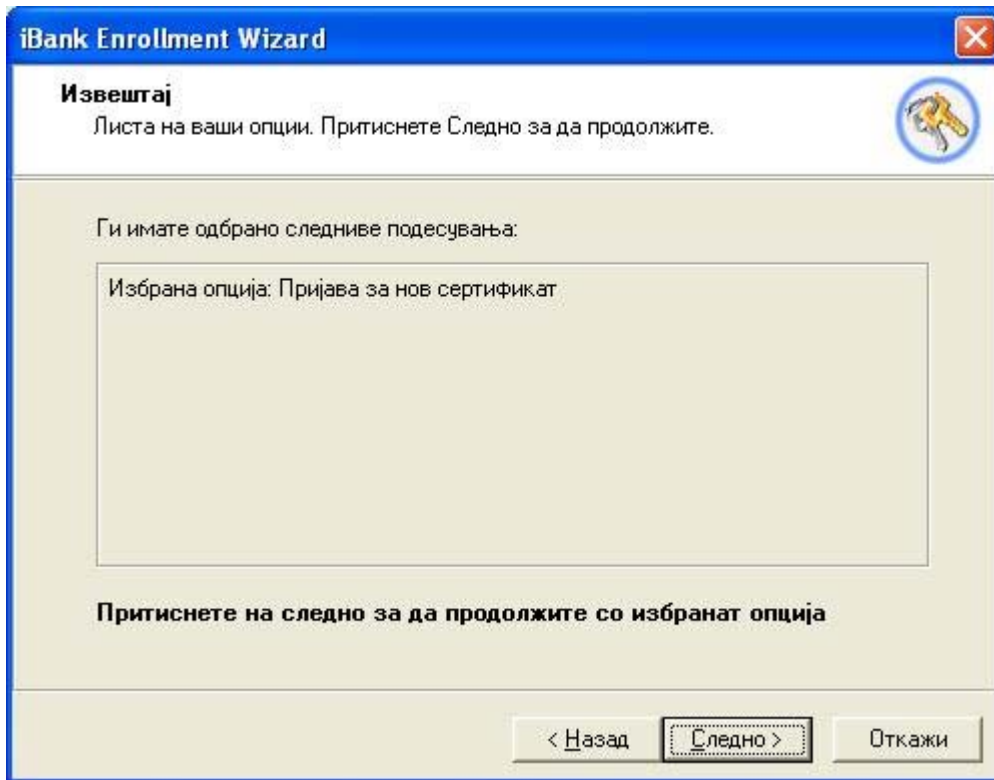 iBank Enrollment Wizard
Извештај
Листа на ваши опции. Притиснете Следно за да продолжите.
Ги имате одбрано следниве подесувања:
Избрана опција: Пријава за нов сертификат
Притиснете на следно за да продолжите со избранат опција
< Назад Следно > Откажи